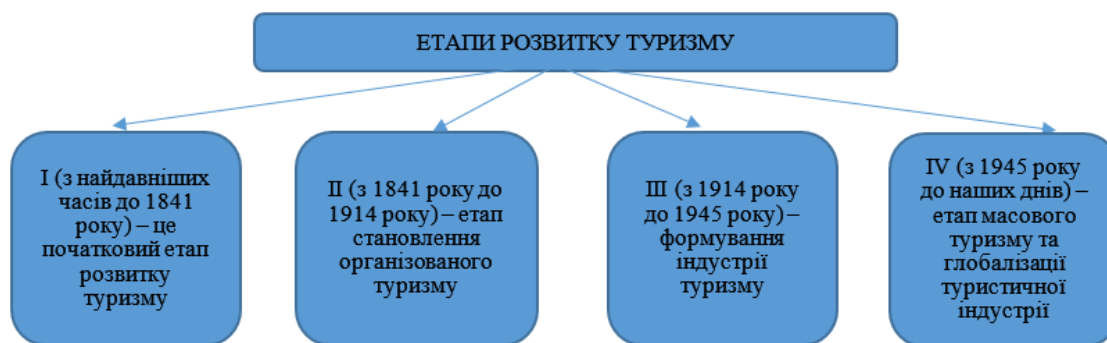 ЕТАПИ РОЗВИТКУ ТУРИЗМУ
І (з найдавніших
часів до 1841
року) – це
початковий етап
розвитку
туризму
ІІ (з 1841 року до
1914 року) – етап
становлення
організованого
туризму
ІІІ (з 1914 року
до 1945 року) –
формування
індустрії
туризму
IV (з 1945 року
до наших днів) –
етап масового
туризму та
глобалізації
туристичної
індустрії